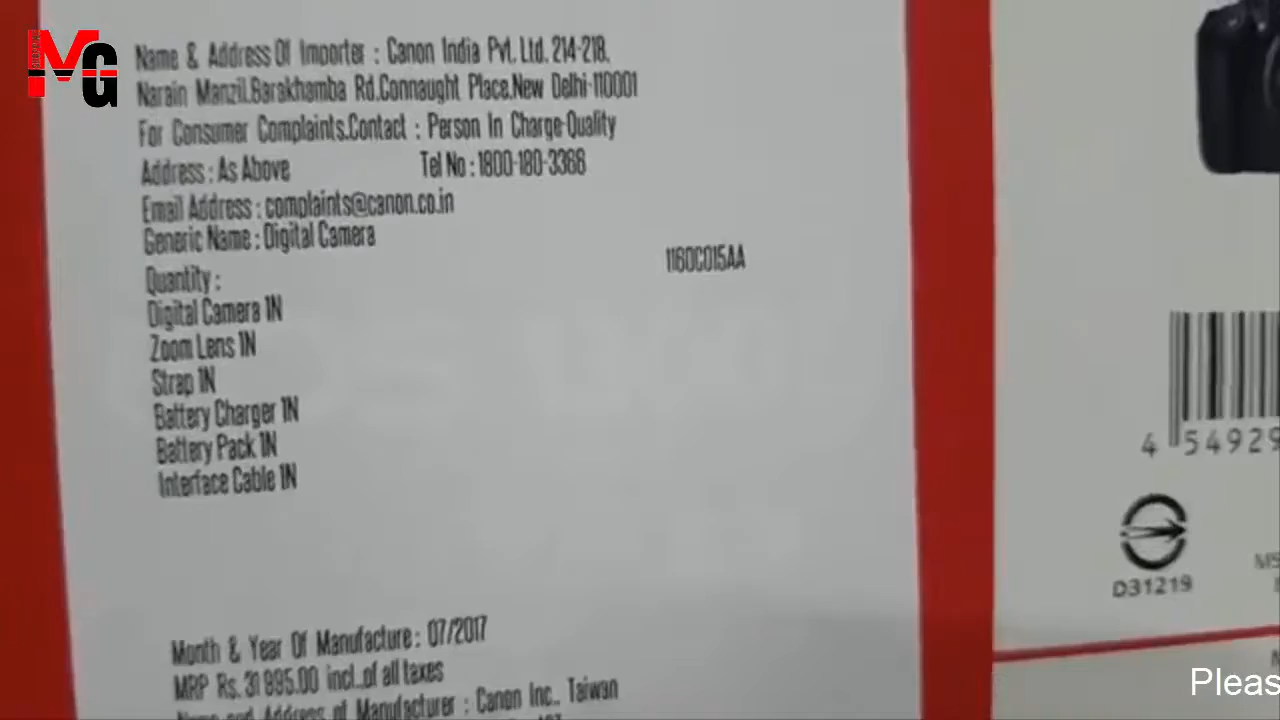 MG
Name & Address Of Importer : Canon India Pvt. Ltd. 214-218,
Narain Manzil,Barakhamba Rd.Connaught Place,New Delhi-110001
For Consumer Complaints,Contact : Person In Charge-Quality
Address : As Above Tel No : 1800-180-3366
Email Address : complaints@canon.co.in
Generic Name : Digital Camera
1160C015AA
Quantity :
Digital Camera 1N
Zoom Lens 1N
Strap 1N
Battery Charger 1N
Battery Pack 1N
Interface Cable 1N
Month & Year Of Manufacture : 07/2017
MRP Rs. 31 995.00 incl..of all taxes
Name and Address of Manufacturer : Canon Inc., Taiwan
4 54929
D31219
Pleas